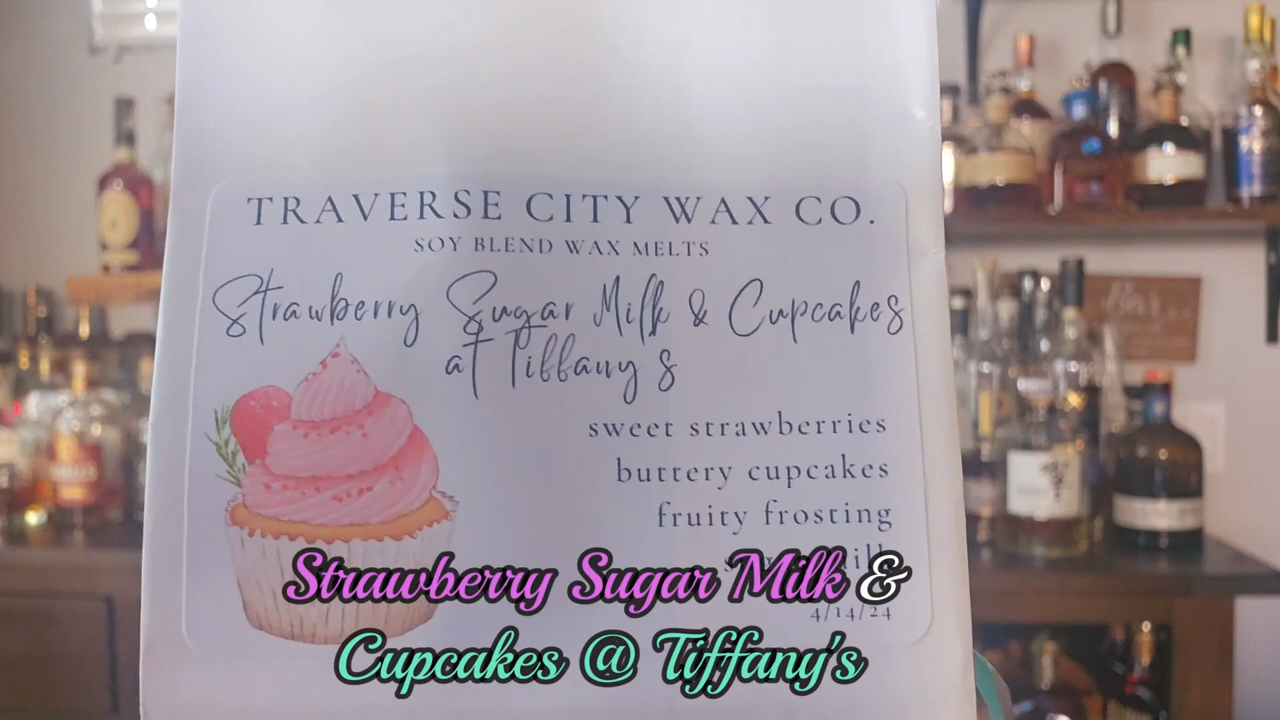 TRAVERSE CITY WAX CO.
SOY BLEND WAX MELTS
Strawberry Sugar Milk & Cupcakes
at Tiffany's
sweet strawberries
buttery cupcakes
fruity frosting
4/14/24
Strawberry Sugar Milk &
Cupcakes @ Tiffany's
Bar